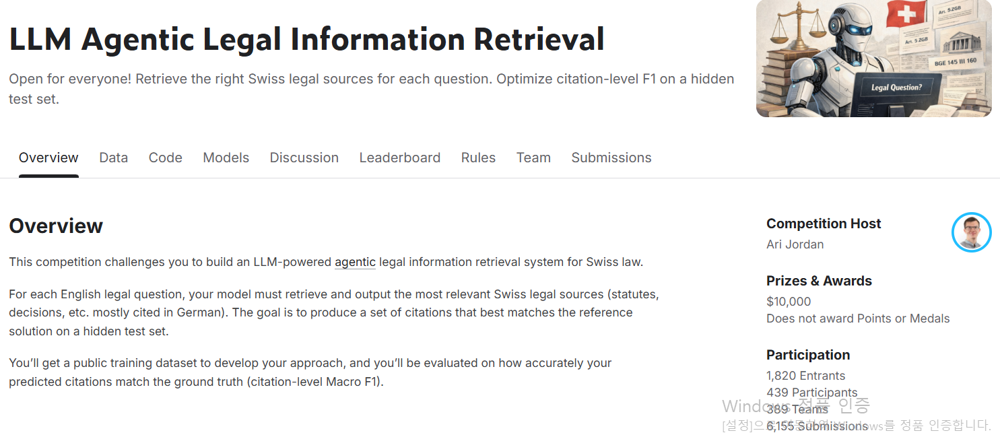 LLM Agentic Legal Information Retrieval
Open for everyone! Retrieve the right Swiss legal sources for each question. Optimize citation-level F1 on a hidden
test set.
Art. 5 ZGB
Art. 5 ZGB
BGE 145 III 160
Legal Question?
Overview
Data
Code
Models
Discussion
Leaderboard
Rules
Team
Submissions
Overview
This competition challenges you to build an LLM-powered agentic legal information retrieval system for Swiss law.
For each English legal question, your model must retrieve and output the most relevant Swiss legal sources (statutes,
decisions, etc. mostly cited in German). The goal is to produce a set of citations that best matches the reference
solution on a hidden test set.
You’ll get a public training dataset to develop your approach, and you’ll be evaluated on how accurately your
predicted citations match the ground truth (citation-level Macro F1).
Competition Host
Ari Jordan
Prizes & Awards
$10,000
Does not award Points or Medals
Participation
1,820 Entrants
439 Participants
389 Teams
6,155 Submissions
Windows 정품 인증
[설정]으로 이동하여 Windows를 정품 인증합니다.